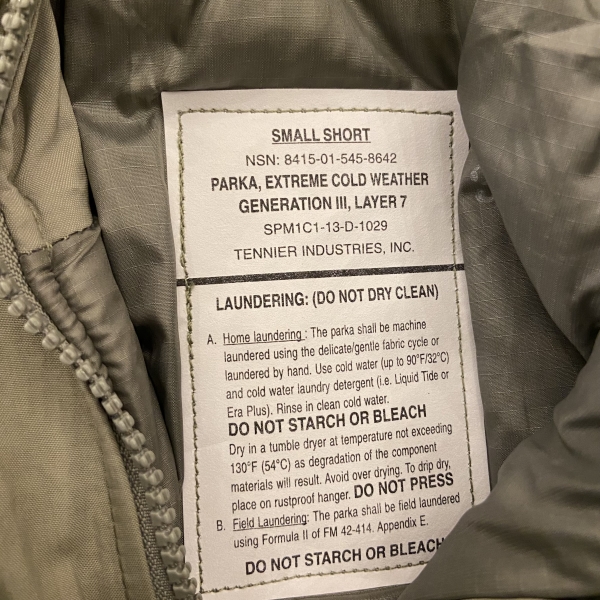 SMALL SHORT
NSN: 8415-01-545-8642
PARKA, EXTREME COLD WEATHER
GENERATION III, LAYER 7
SPM1C1-13-D-1029
TENNIER INDUSTRIES, INC.
LAUNDERING: (DO NOT DRY CLEAN)
A. Home laundering : The parka shall be machine
laundered using the delicate/gentle fabric cycle or
laundered by hand. Use cold water (up to 90°F/32°C)
and cold water laundry detergent (i.e. Liquid Tide or
Era Plus). Rinse in clean cold water.
DO NOT STARCH OR BLEACH
Dry in a tumble dryer at temperature not exceeding
130°F (54°C) as degradation of the component
materials will result. Avoid over drying. To drip dry,
place on rustproof hanger. DO NOT PRESS
B. Field Laundering: The parka shall be field laundered
using Formula II of FM 42-414. Appendix E.
DO NOT STARCH OR BLEACH